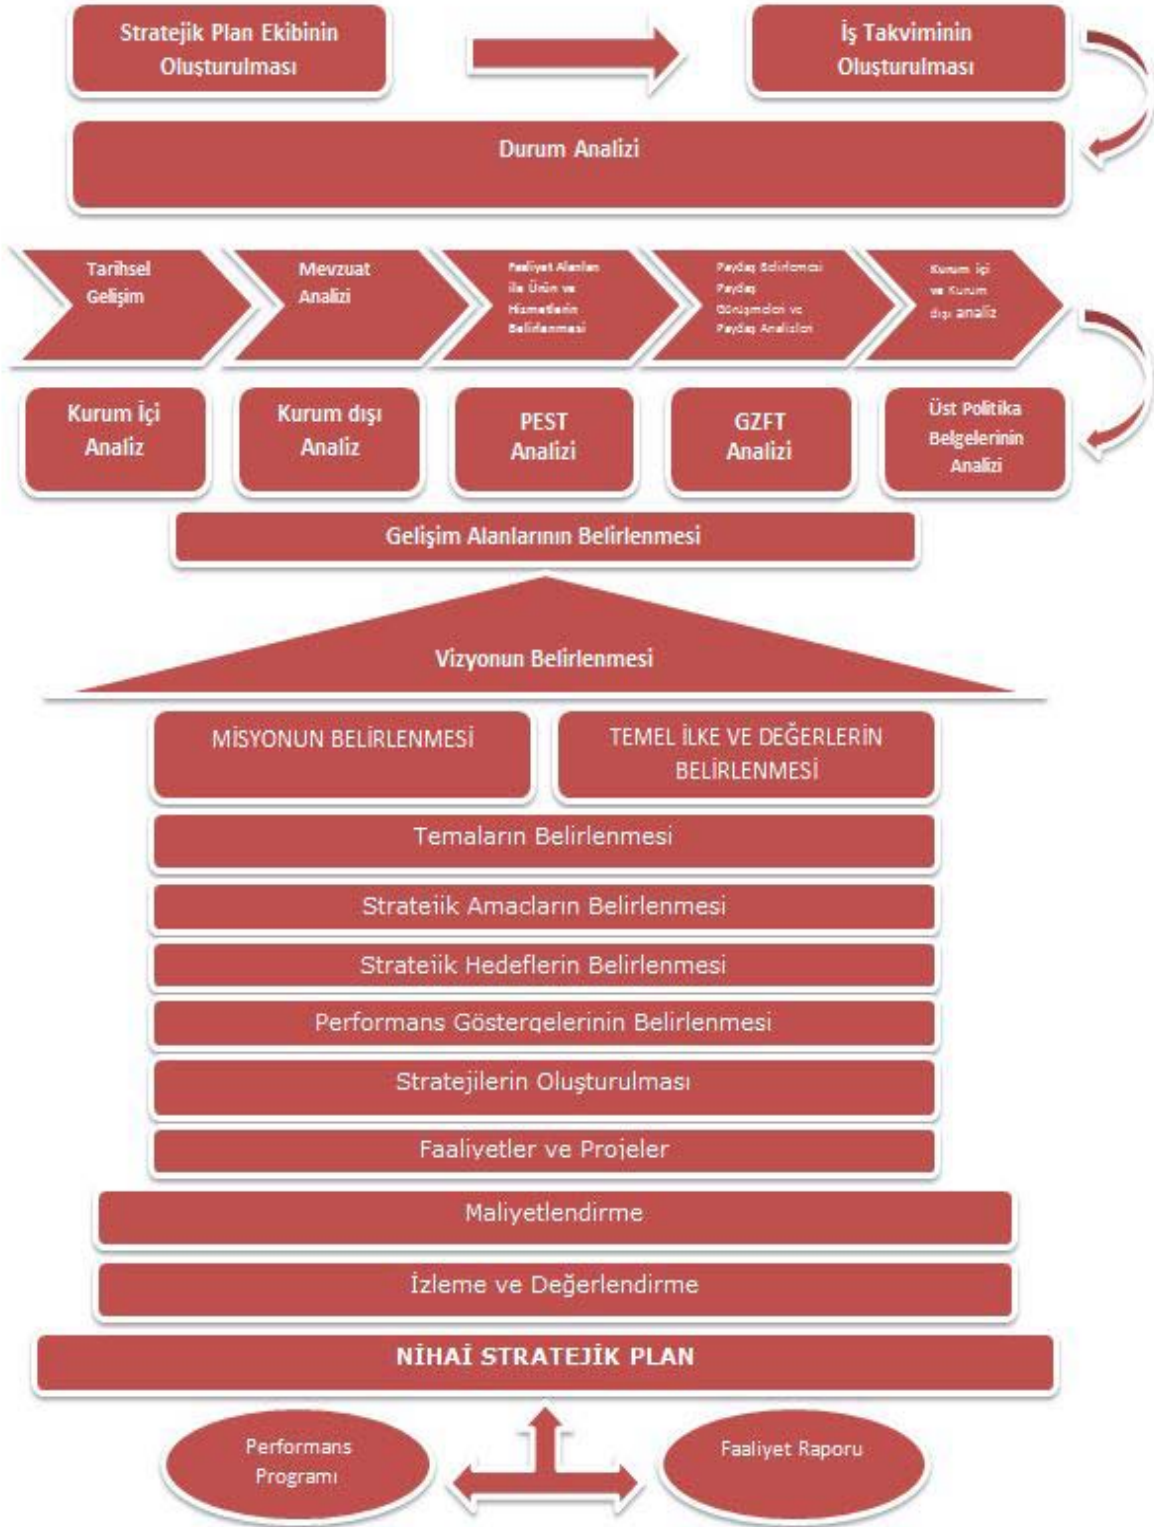 Stratejik Plan Ekibinin
Oluşturulması
İş Takviminin
Oluşturulması
Durum Analizi
Tarihsel
Gelişim
Mevzuat
Analizi
Faaliyet Alanları
ile Ürün ve
Hizmetlerin
Belirlenmesi
Paydaş Belirlemesi
Paydaş
Görüşmeleri ve
Paydaş Analizleri
Kurum içi
ve Kurum
dışı analiz
Kurum İçi
Analiz
Kurum dışı
Analiz
PEST
Analizi
GZFT
Analizi
Üst Politika
Belgelerinin
Analizi
Gelişim Alanlarının Belirlenmesi
Vizyonun Belirlenmesi
MİSYONUN BELİRLENMESİ
TEMEL İLKE VE DEĞERLERİN
BELİRLENMESİ
Temaların Belirlenmesi
Stratejik Amaçların Belirlenmesi
Stratejik Hedeflerin Belirlenmesi
Performans Göstergelerinin Belirlenmesi
Stratejilerin Oluşturulması
Faaliyetler ve Projeler
Maliyetlendirme
İzleme ve Değerlendirme
NİHAİ STRATEJİK PLAN
Performans
Programı
Faaliyet Raporu